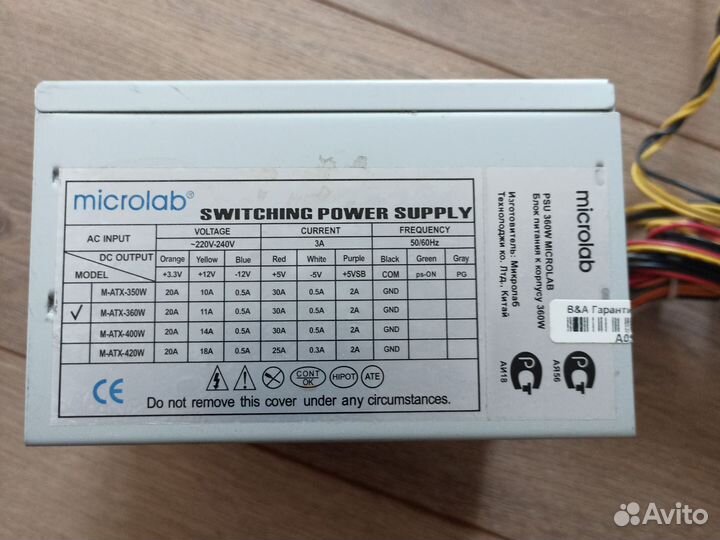 microlab®
SWITCHING POWER SUPPLY
AC INPUT VOLTAGE CURRENT FREQUENCY
~220V-240V 3A 50/60Hz
DC OUTPUT Orange Yellow Blue Red White Purple Black Green Gray
MODEL +3.3V +12V -12V +5V -5V +5VSB COM ps-ON PG
M-ATX-350W 20A 10A 0.5A 30A 0.5A 2A GND
✓ M-ATX-360W 20A 11A 0.5A 30A 0.5A 2A GND
M-ATX-400W 20A 14A 0.5A 30A 0.5A 2A GND
M-ATX-420W 20A 18A 0.5A 25A 0.3A 2A GND
CE
CONT OK
HIPOT
ATE
Do not remove this cover under any circumstances.
microlab
PSU 360W MICROLAB
Блок питания к корпусу 360W
Изготовитель: Микролаб
Технолоджи ко. Лтд., Китай
АЯ56
АИ18
B&A Гаранти
Avito